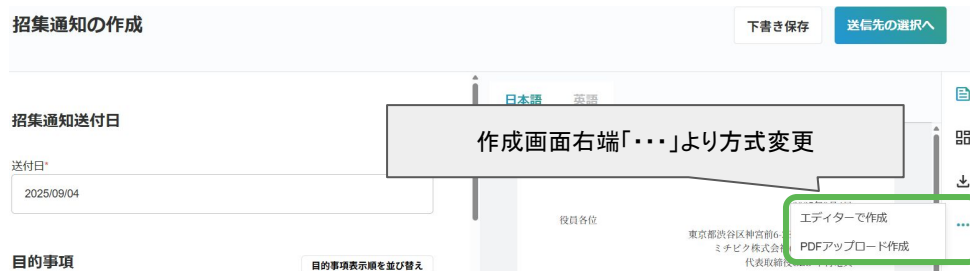 招集通知の作成
下書き保存
送信先の選択へ
招集通知送付日
送付日*
2025/09/04
目的事項
目的事項表示順を並び替え
日本語
英語
作成画面右端「・・・」より方式変更
役員各位
東京都渋谷区神宮前6-
ミチビク株式会社
代表取締役
エディターで作成
PDFアップロード作成